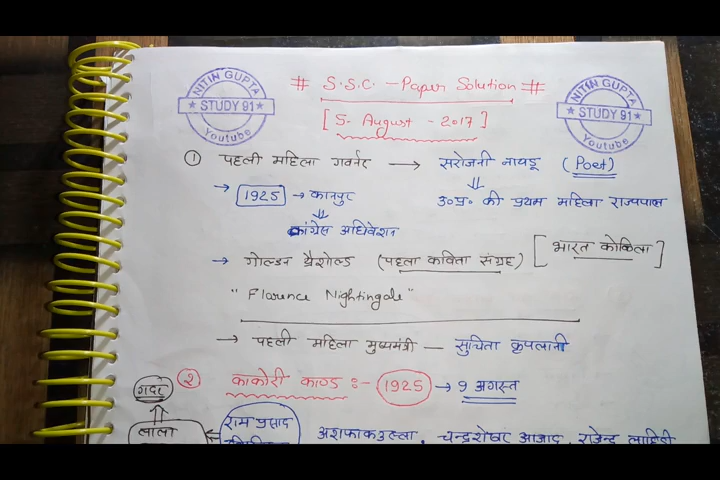 NITIN GUPTA
★ STUDY 91 ★
Youtube
# S.S.C. - Paper Solution #
[5- August - 2017]
NITIN GUPTA
STUDY 91 ★
Youtube
① पहली महिला गवर्नर → सरोजनी नायडू (Poet)
→ 1925 → कानपुर ⇓ उ०प्र० की प्रथम महिला राज्यपाल
⇓
कांग्रेस अधिवेशन
→ गोल्डन थ्रैशोल्ड (पहला कविता संग्रह) [भारत कोकिला]
"Florence Nightingale"
→ पहली महिला मुख्यमंत्री - सुचिता कृपलानी
② काकोरी काण्ड :- 1925 → 9 अगस्त
गदर
लाला
राम प्रसाद
अशफाकउल्ला, चन्द्रशेखर आजाद, राजेन्द्र लाहिड़ी